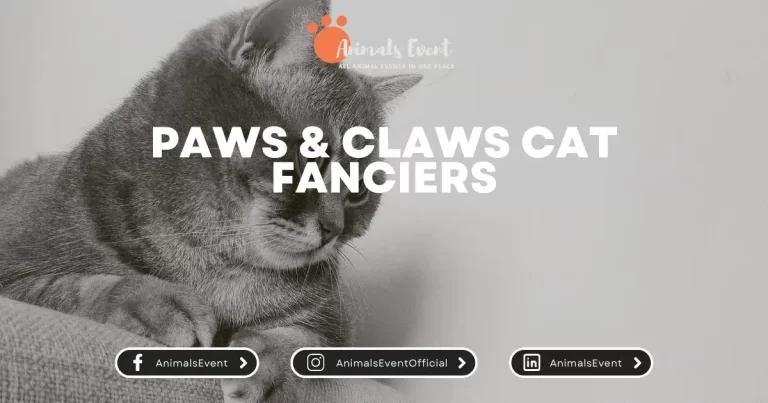 Animals Event
ALL ANIMAL EVENTS IN ONE PLACE
PAWS & CLAWS CAT
FANCIERS
AnimalsEvent
AnimalsEventOfficial
AnimalsEvent